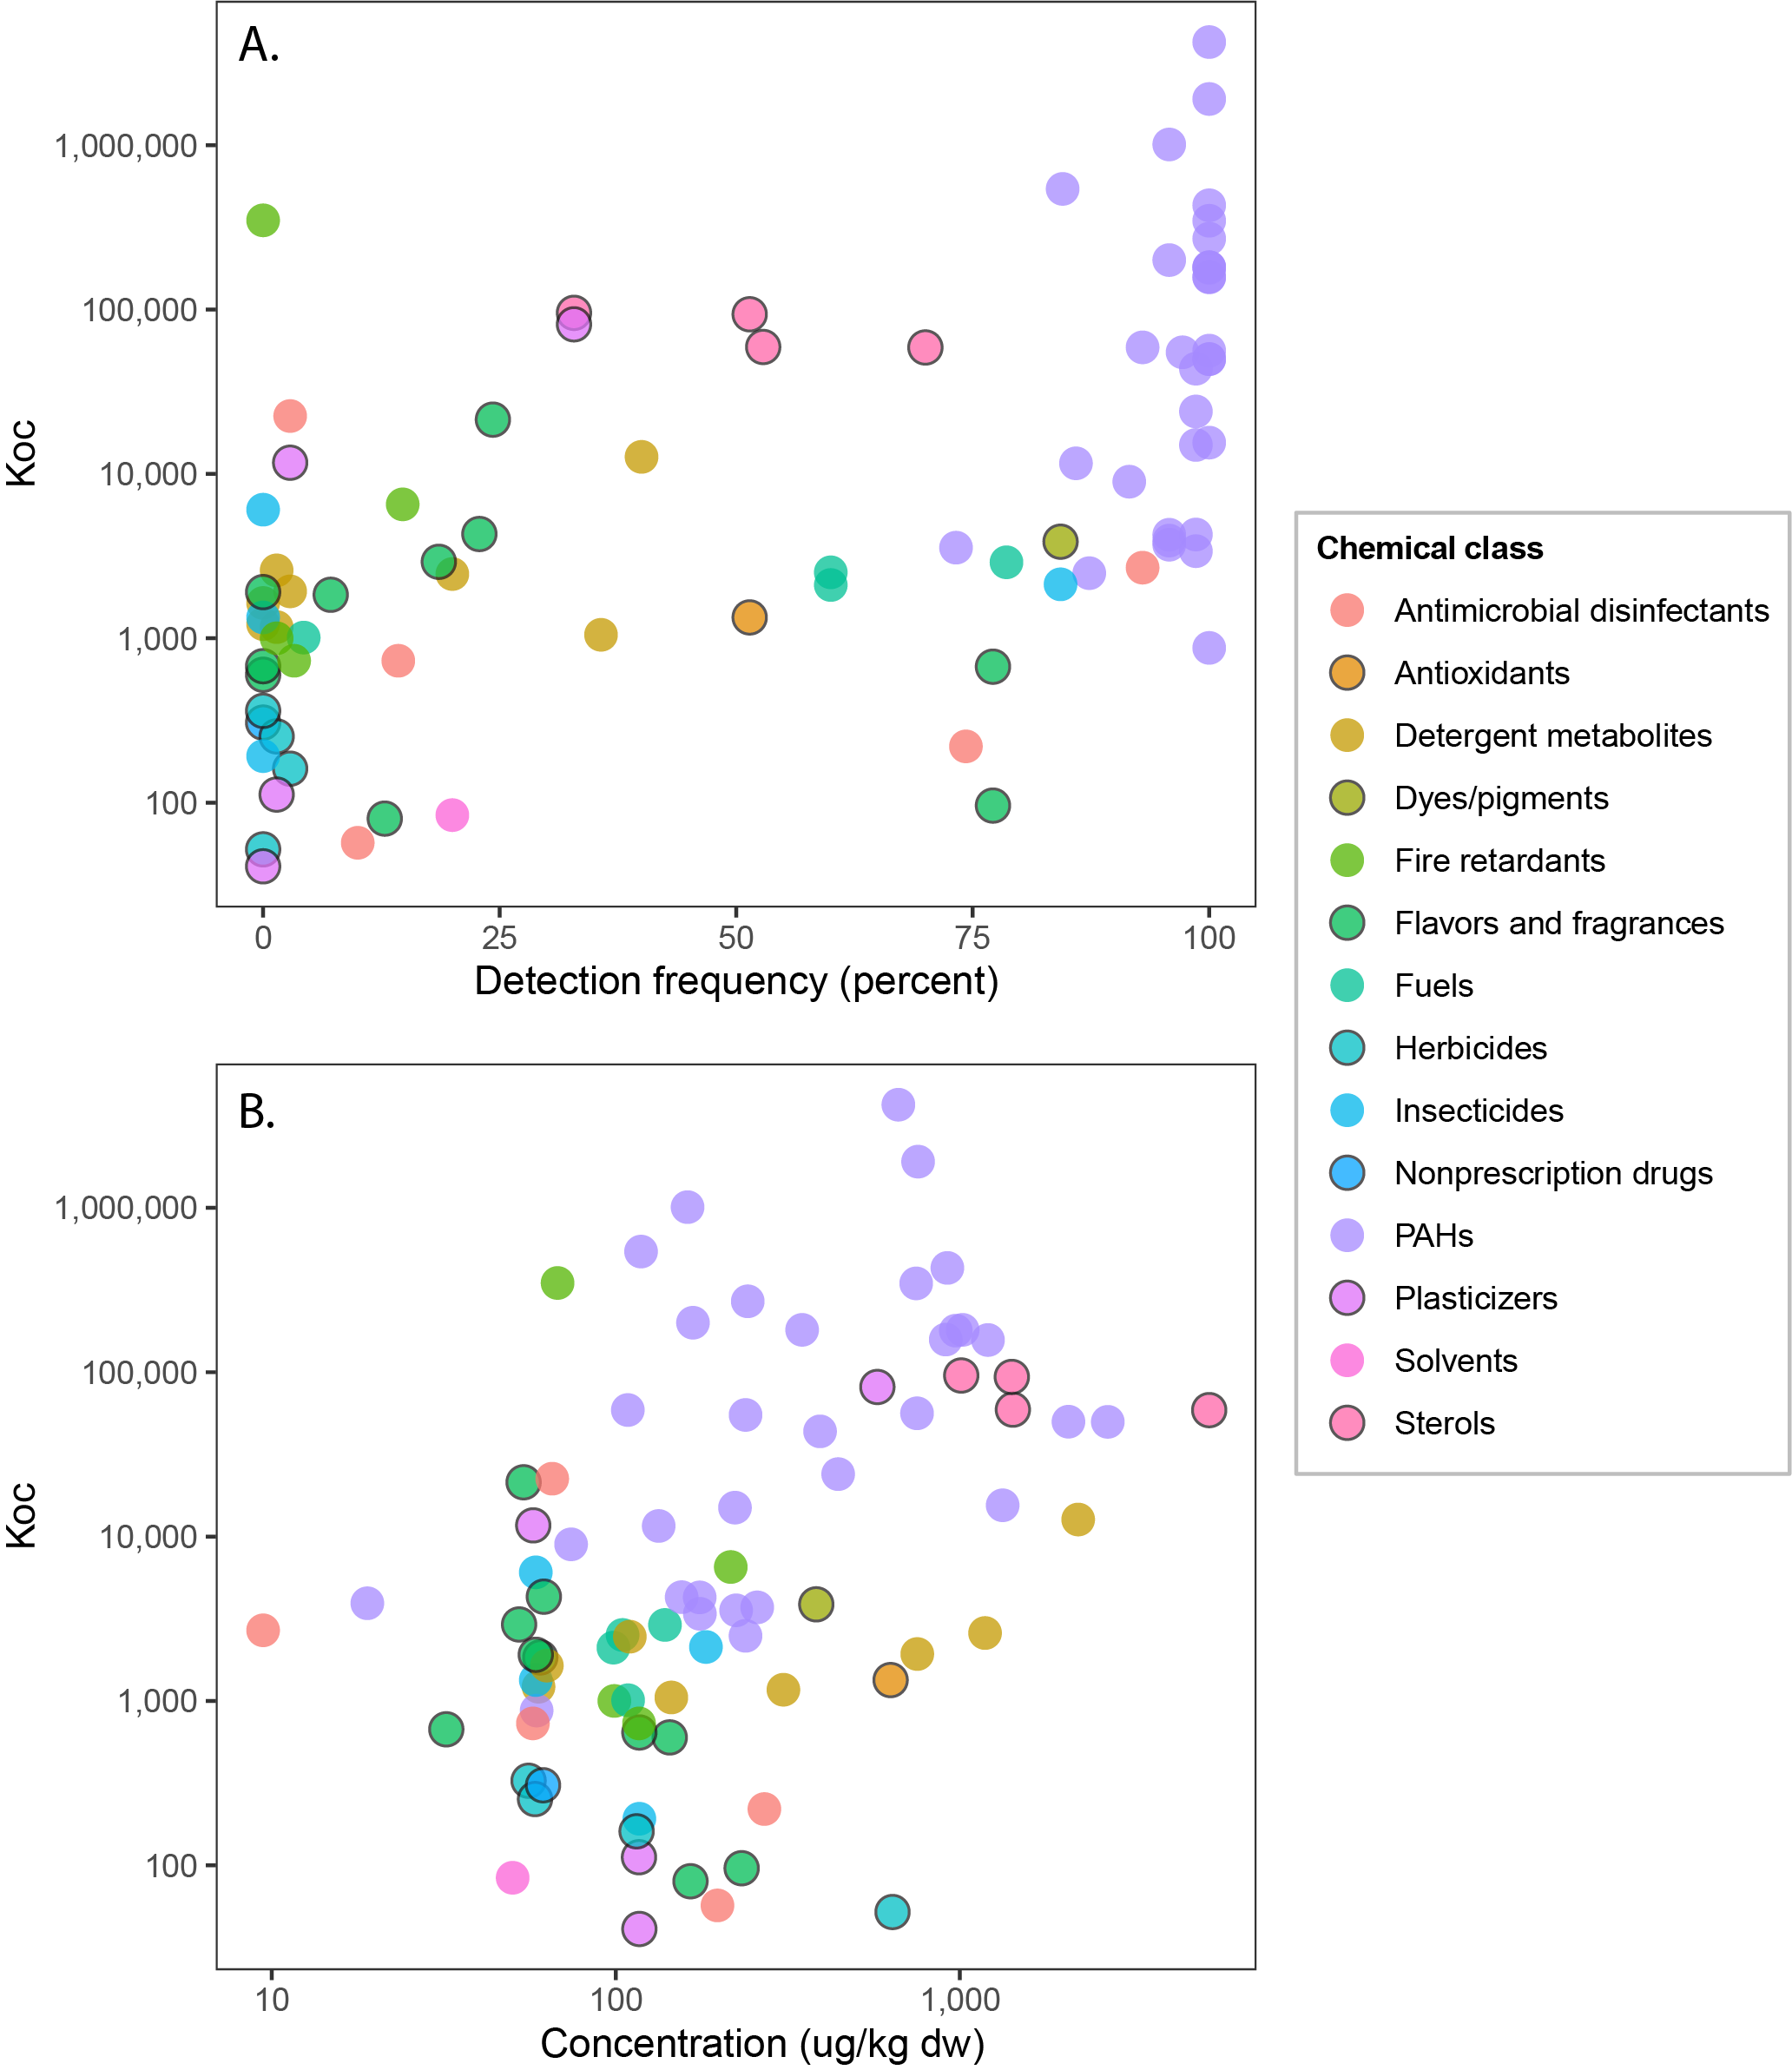 A.
1,000,000
100,000
10,000
1,000
100
Koc
0 25 50 75 100
Detection frequency (percent)
Chemical class
Antimicrobial disinfectants
Antioxidants
Detergent metabolites
Dyes/pigments
Fire retardants
Flavors and fragrances
Fuels
Herbicides
Insecticides
Nonprescription drugs
PAHs
Plasticizers
Solvents
Sterols
B.
1,000,000
100,000
10,000
1,000
100
Koc
10 100 1,000
Concentration (ug/kg dw)